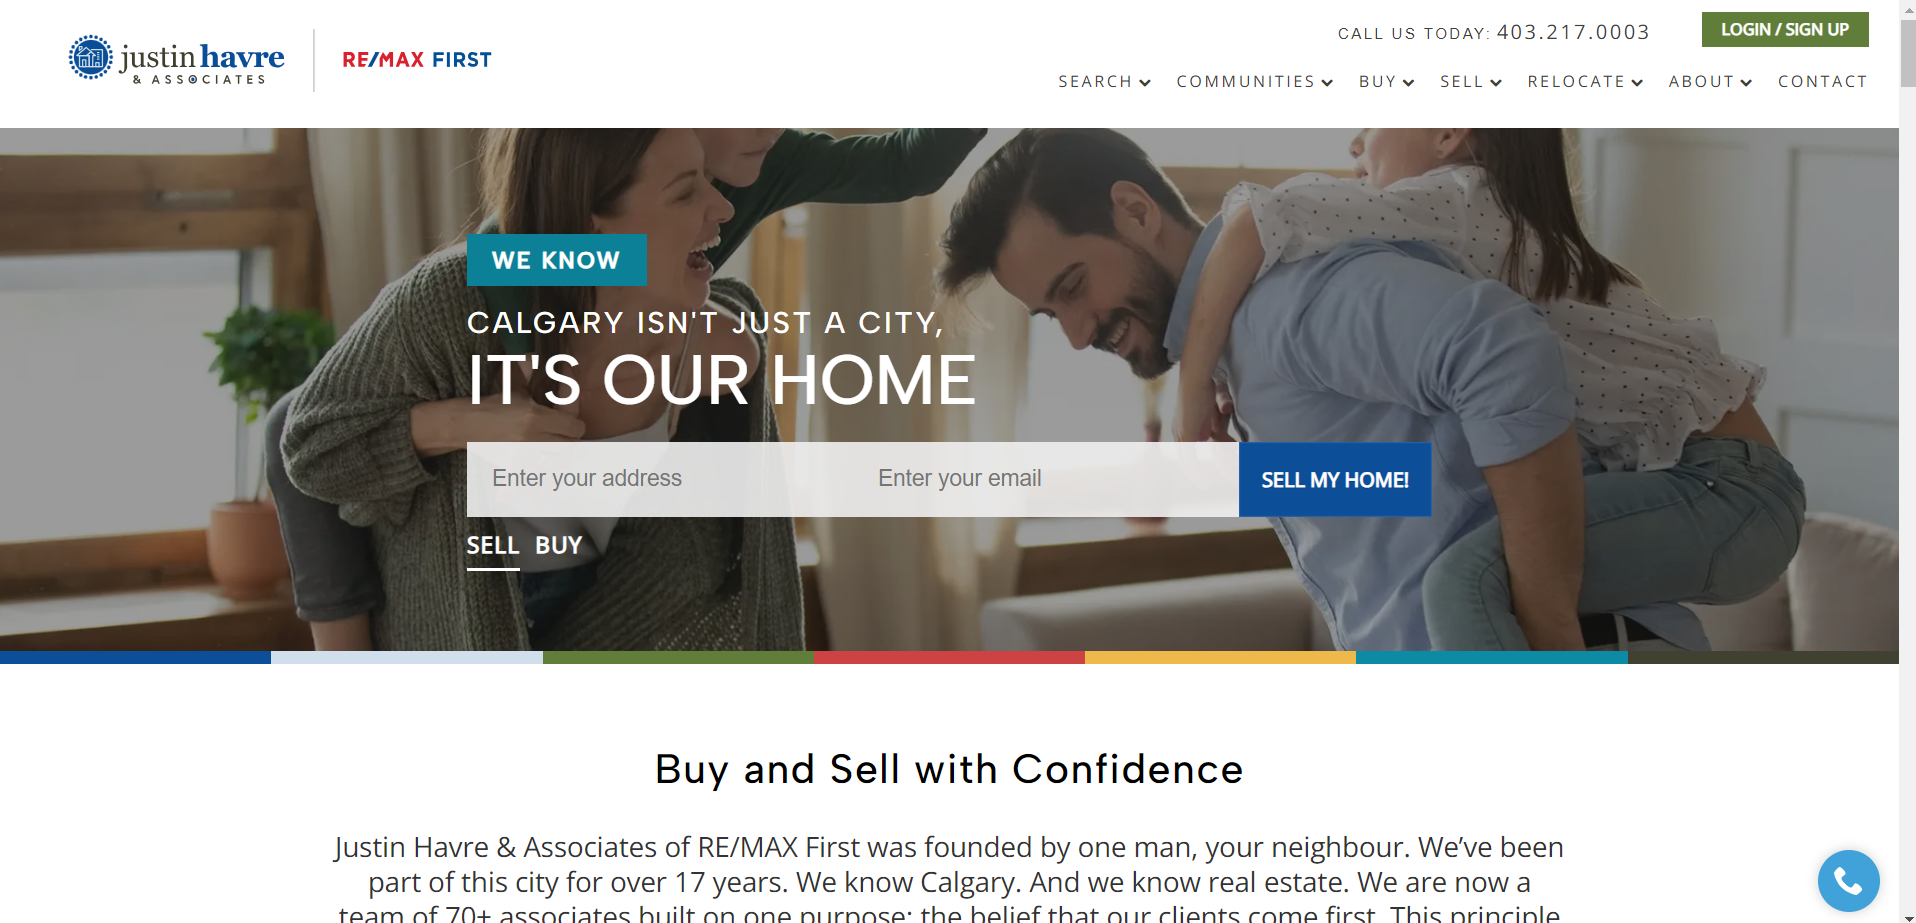 justin havre
& ASSOCIATES
RE/MAX FIRST
CALL US TODAY: 403.217.0003
LOGIN / SIGN UP
SEARCH COMMUNITIES BUY SELL RELOCATE ABOUT CONTACT
WE KNOW
CALGARY ISN'T JUST A CITY,
IT'S OUR HOME
Enter your address Enter your email SELL MY HOME!
SELL BUY
Buy and Sell with Confidence
Justin Havre & Associates of RE/MAX First was founded by one man, your neighbour. We’ve been
part of this city for over 17 years. We know Calgary. And we know real estate. We are now a
team of 70+ associates built on one purpose: the belief that our clients come first. This principle